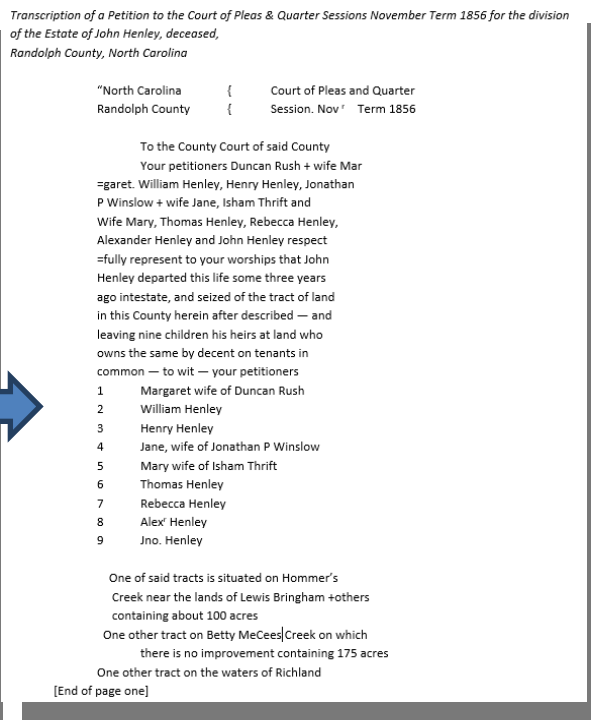 Transcription of a Petition to the Court of Pleas & Quarter Sessions November Term 1856 for the division
of the Estate of John Henley, deceased,
Randolph County, North Carolina
“North Carolina { Court of Pleas and Quarter
Randolph County { Session. Nov ʳ Term 1856
To the County Court of said County
Your petitioners Duncan Rush + wife Mar
=garet. William Henley, Henry Henley, Jonathan
P Winslow + wife Jane, Isham Thrift and
Wife Mary, Thomas Henley, Rebecca Henley,
Alexander Henley and John Henley respect
=fully represent to your worships that John
Henley departed this life some three years
ago intestate, and seized of the tract of land
in this County herein after described — and
leaving nine children his heirs at land who
owns the same by decent on tenants in
common — to wit — your petitioners
1 Margaret wife of Duncan Rush
2 William Henley
3 Henry Henley
4 Jane, wife of Jonathan P Winslow
5 Mary wife of Isham Thrift
6 Thomas Henley
7 Rebecca Henley
8 Alexʳ Henley
9 Jno. Henley
One of said tracts is situated on Hommer’s
Creek near the lands of Lewis Bringham +others
containing about 100 acres
One other tract on Betty McCees Creek on which
there is no improvement containing 175 acres
One other tract on the waters of Richland
[End of page one]